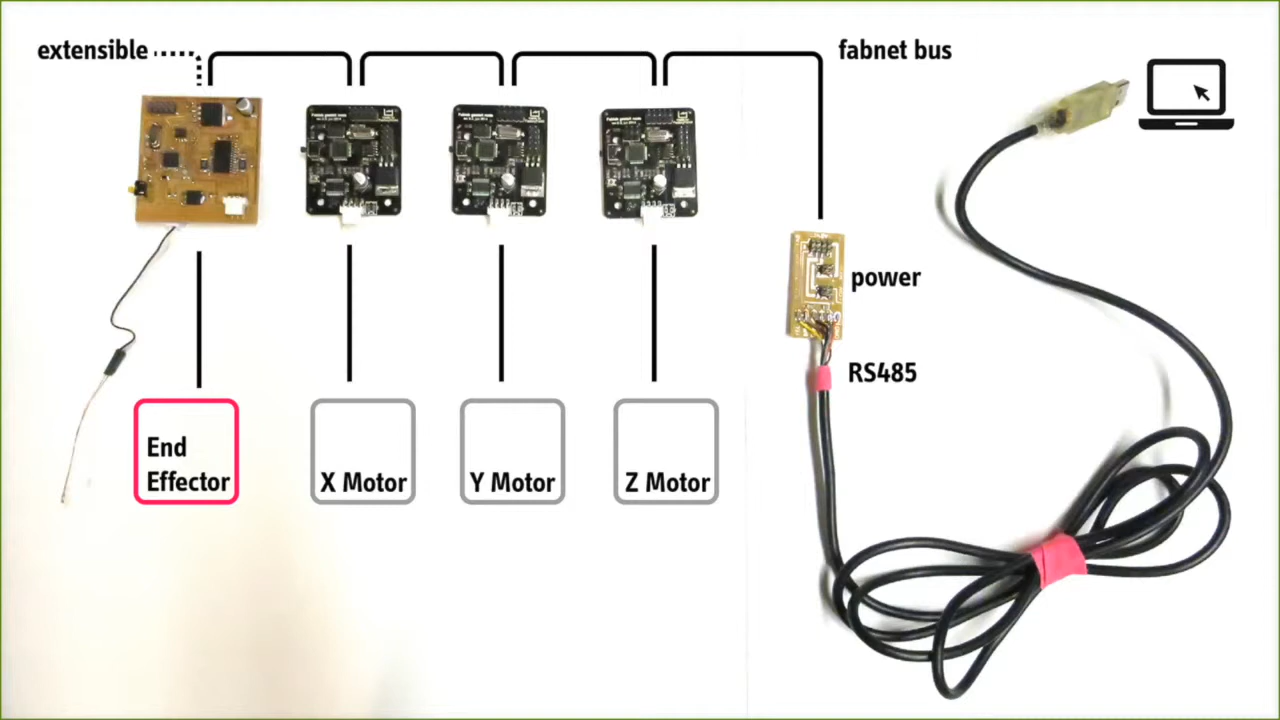 extensible
fabnet bus
power
RS485
End
Effector
X Motor
Y Motor
Z Motor